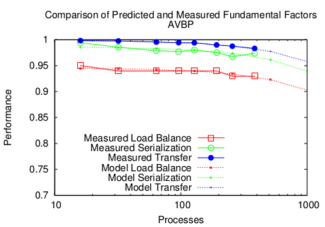 Comparison of Predicted and Measured Fundamental Factors
AVBP
1
0.95
0.9
0.85
0.8
0.75
0.7
Performance
Measured Load Balance
Measured Serialization
Measured Transfer
Model Load Balance
Model Serialization
Model Transfer
10
100
1000
Processes